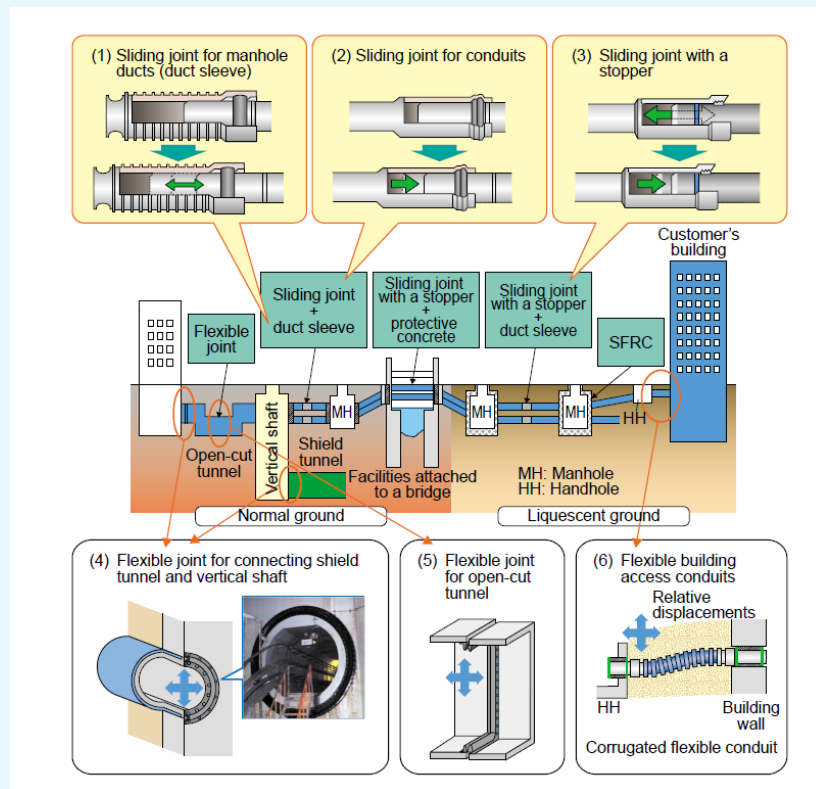 (1) Sliding joint for manhole
ducts (duct sleeve)
(2) Sliding joint for conduits
(3) Sliding joint with a
stopper
Customer's
building
Flexible
joint
Sliding joint
+
duct sleeve
Sliding joint
with a stopper
+
protective
concrete
Sliding joint
with a stopper
+
duct sleeve
SFRC
MH
MH
MH
HH
Open-cut
tunnel
Vertical shaft
Shield
tunnel
Facilities attached
to a bridge
MH: Manhole
HH: Handhole
Normal ground
Liquescent ground
(4) Flexible joint for connecting shield
tunnel and vertical shaft
(5) Flexible joint
for open-cut
tunnel
(6) Flexible building
access conduits
Relative
displacements
HH
Building
wall
Corrugated flexible conduit